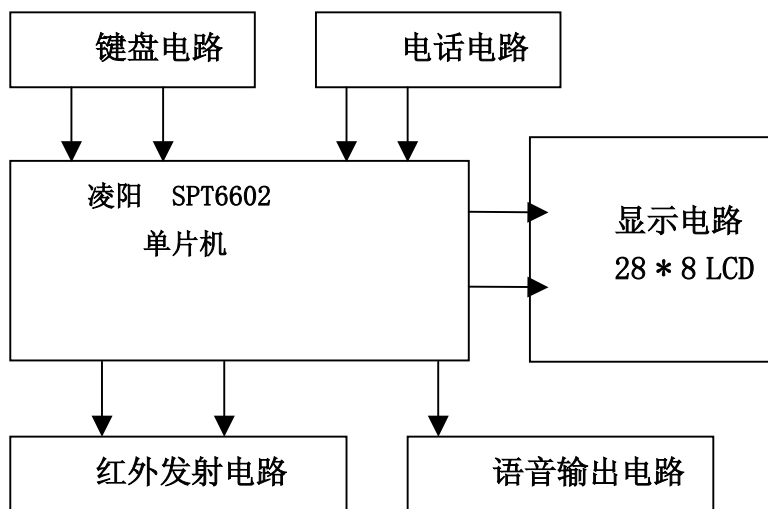 键盘电路
电话电路
凌阳 SPT6602
单片机
显示电路
28*8 LCD
红外发射电路
语音输出电路